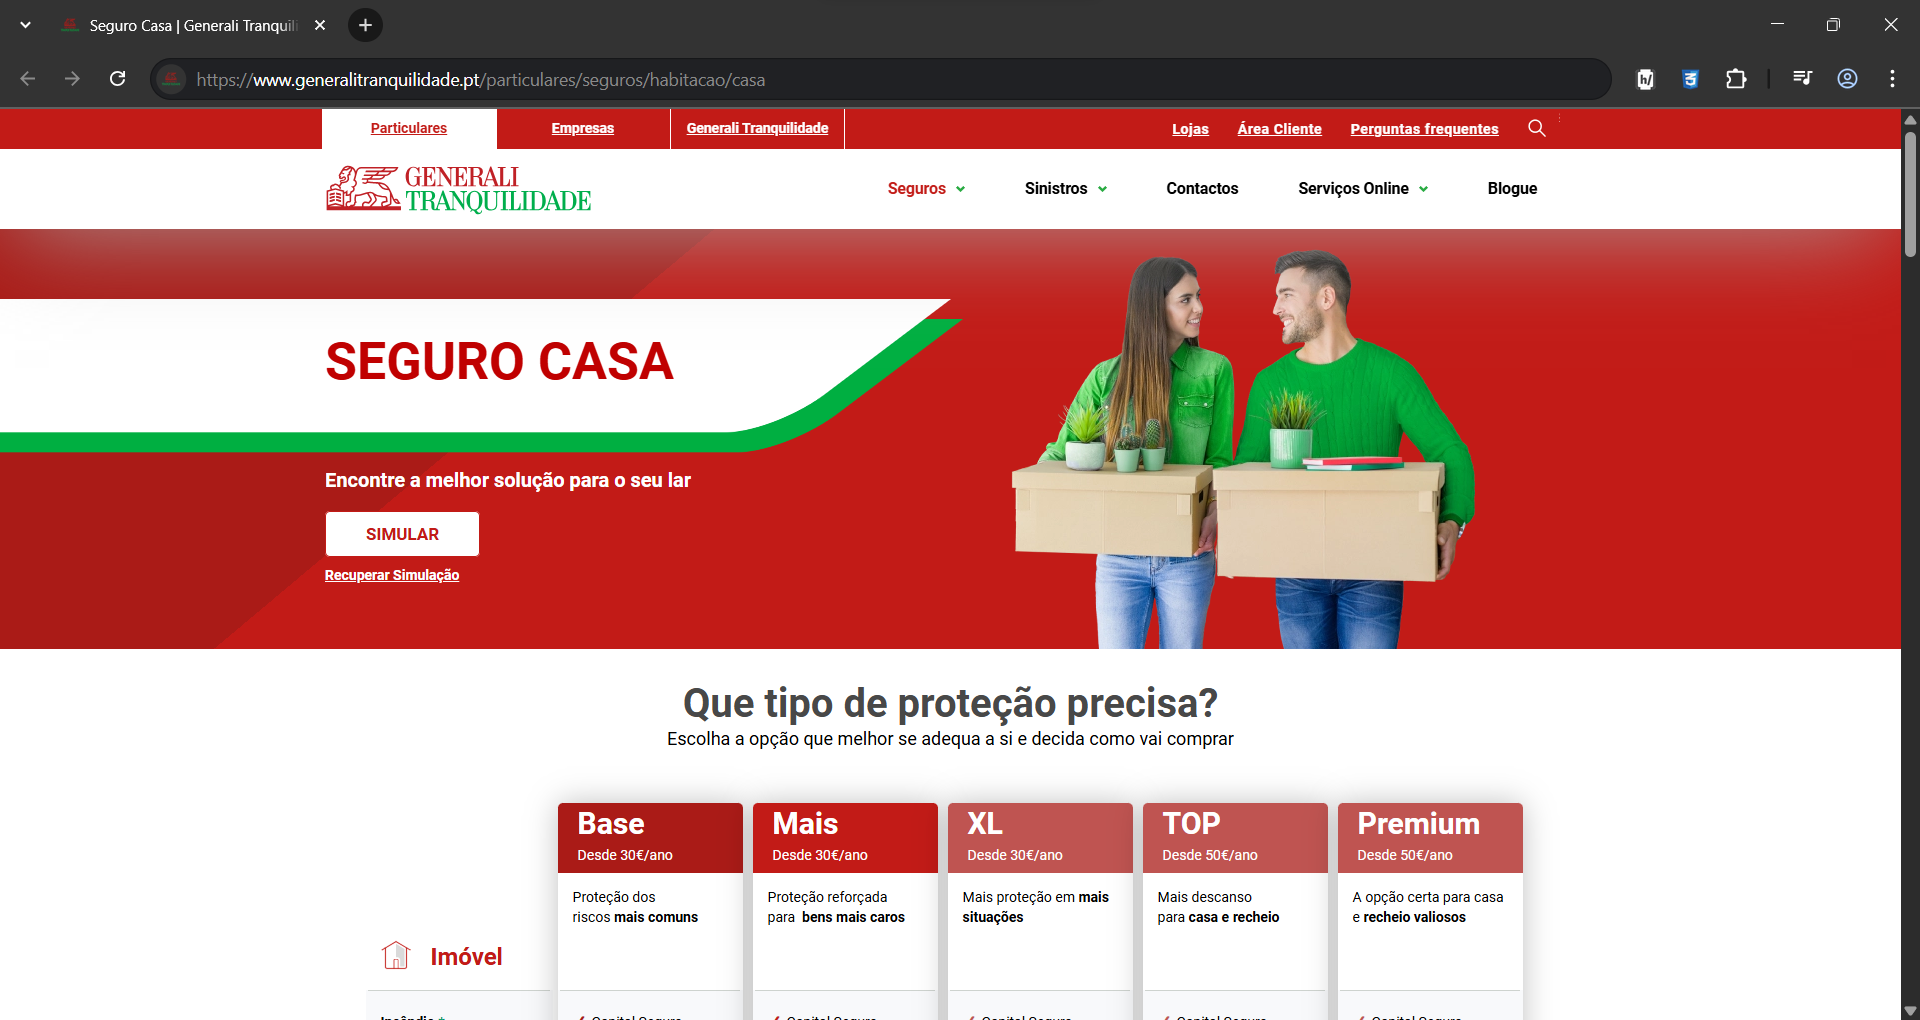 Seguro Casa | Generali Tranquili
https://www.generalitranquilidade.pt/particulares/seguros/habitacao/casa
Particulares
Empresas
Generali Tranquilidade
Lojas
Área Cliente
Perguntas frequentes
GENERALI
TRANQUILIDADE
Seguros
Sinistros
Contactos
Serviços Online
Blogue
SEGURO CASA
Encontre a melhor solução para o seu lar
SIMULAR
Recuperar Simulação
Que tipo de proteção precisa?
Escolha a opção que melhor se adequa a si e decida como vai comprar
Base
Desde 30€/ano
Proteção dos
riscos mais comuns
Mais
Desde 30€/ano
Proteção reforçada
para bens mais caros
XL
Desde 30€/ano
Mais proteção em mais
situações
TOP
Desde 50€/ano
Mais descanso
para casa e recheio
Premium
Desde 50€/ano
A opção certa para casa
e recheio valiosos
Imóvel